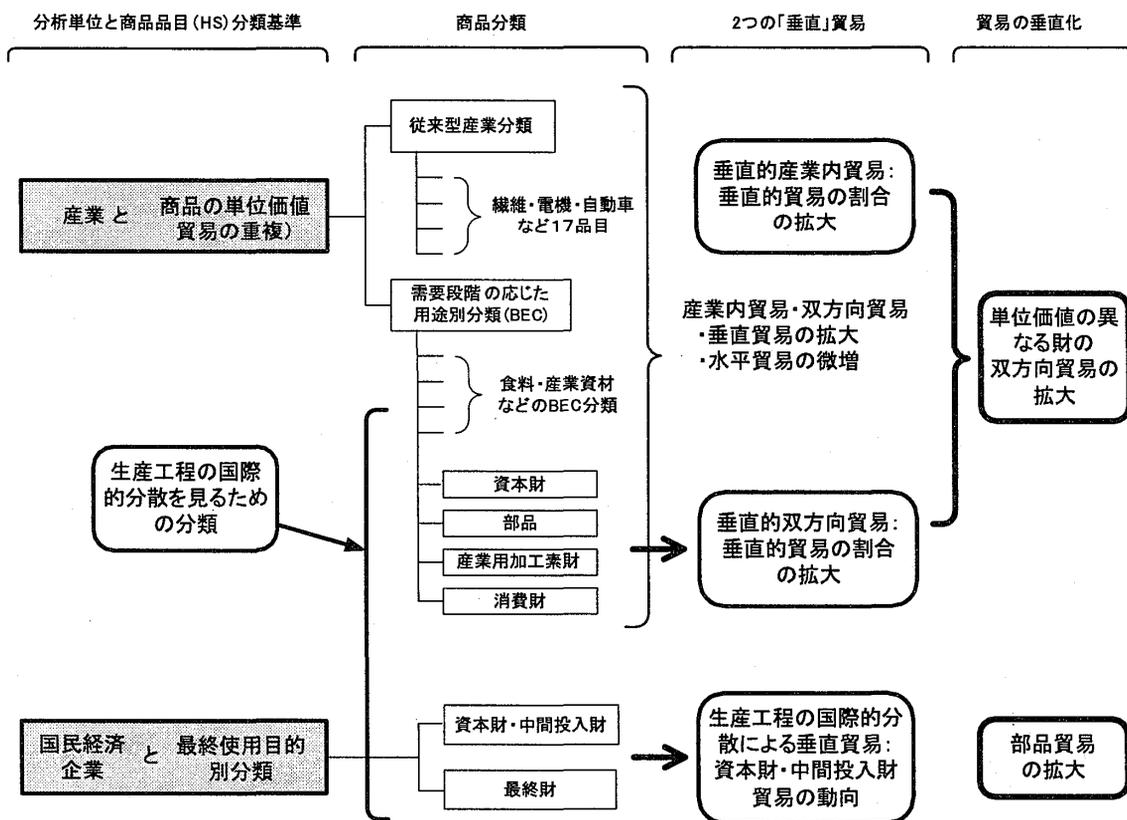 分析単位と商品品目(HS)分類基準
商品分類
2つの「垂直」貿易
貿易の垂直化
従来型産業分類
産業 と 商品の単位価値
貿易の重複)
繊維・電機・自動車
など17品目
需要段階 の応じた
用途別分類(BEC)
食料・産業資材
などのBEC分類
生産工程の国際
的分散を見るため
の分類
資本財
部品
産業用加工素財
消費財
垂直的産業内貿易:
垂直的貿易の割合
の拡大
産業内貿易・双方向貿易
・垂直貿易の拡大
・水平貿易の微増
垂直的双方向貿易:
垂直的貿易の割合
の拡大
単位価値の異
なる財の
双方向貿易の
拡大
国民経済 と 最終使用目的
企業 別分類
資本財・中間投入財
最終財
生産工程の国際的分
散による垂直貿易:
資本財・中間投入財
貿易の動向
部品貿易
の拡大